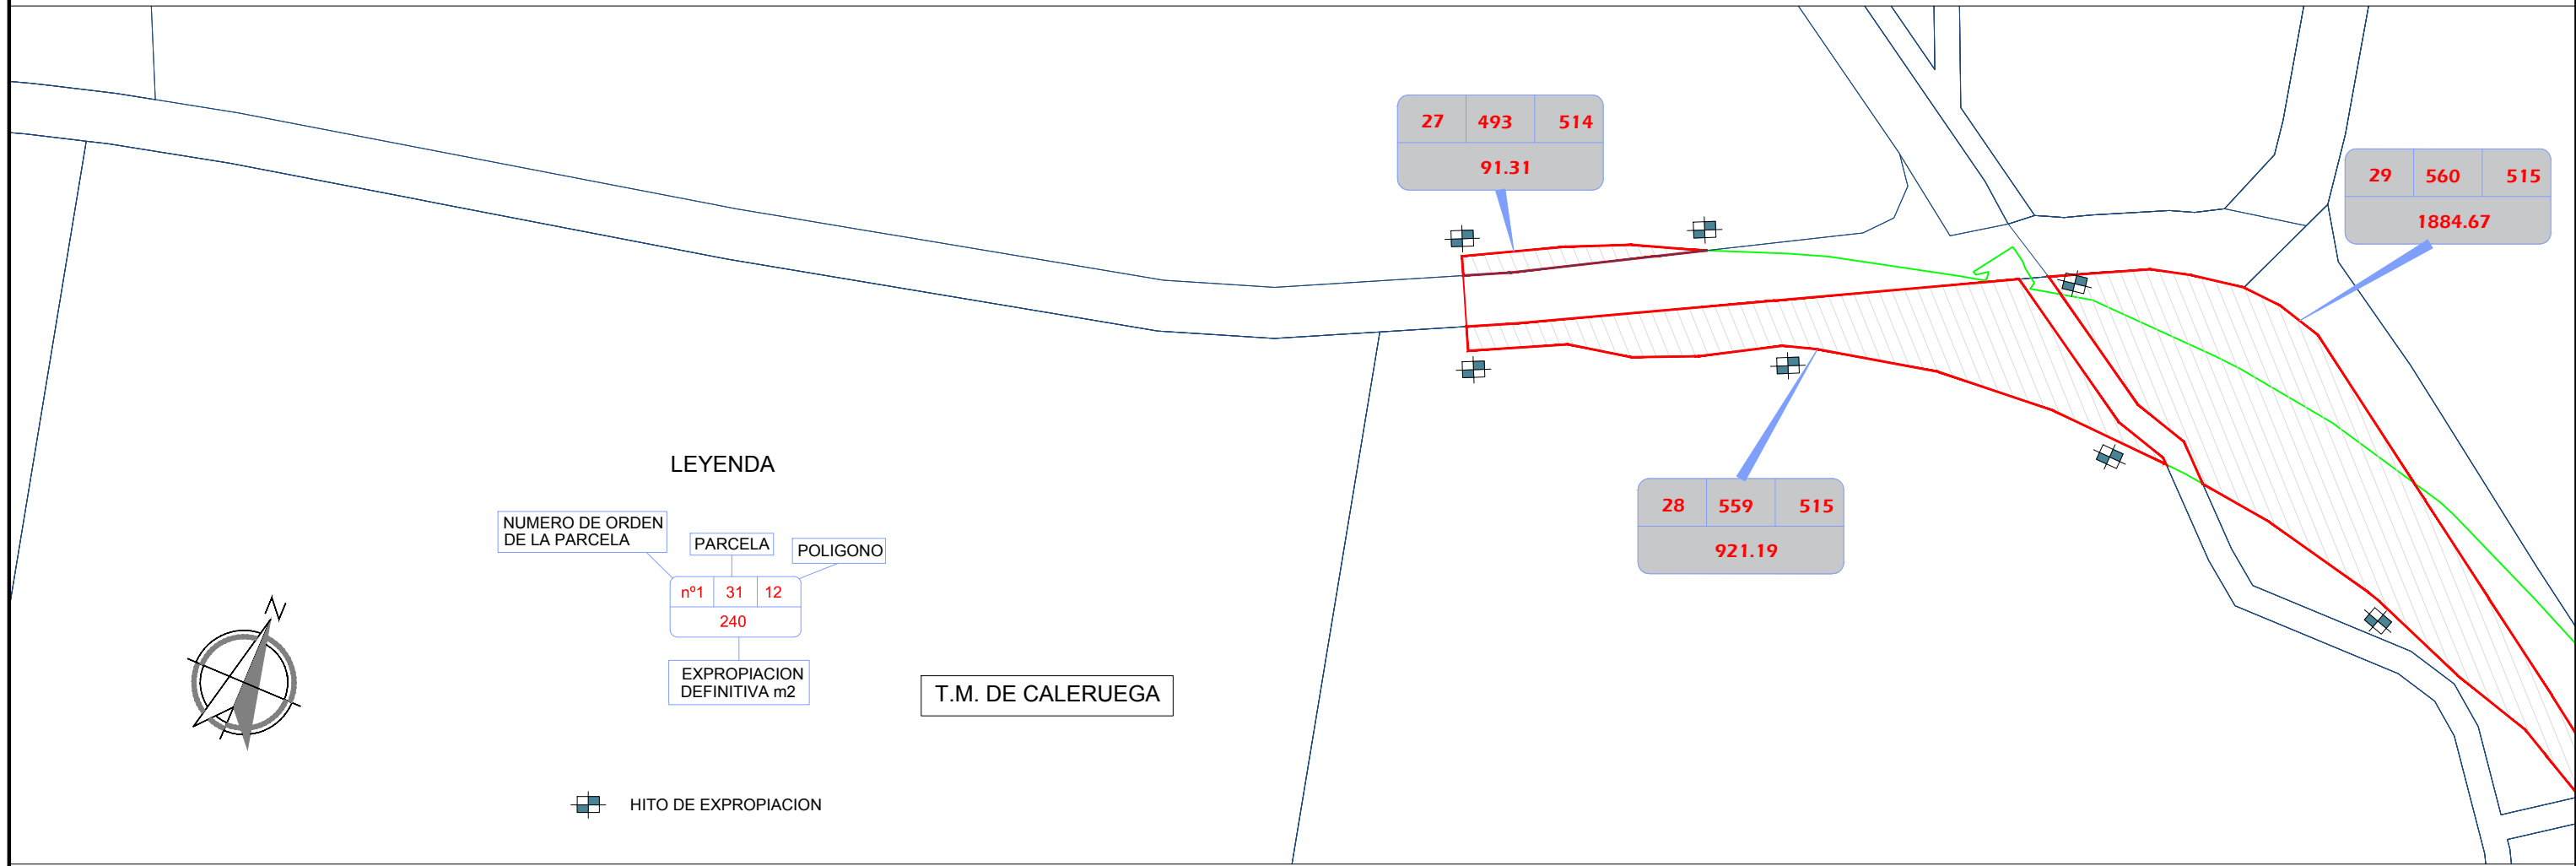 27 493 514
91.31
29 560 515
1884.67
28 559 515
921.19
LEYENDA
NUMERO DE ORDEN
DE LA PARCELA
PARCELA
POLIGONO
nº1 31 12
240
EXPROPIACION
DEFINITIVA m2
N
T.M. DE CALERUEGA
HITO DE EXPROPIACION